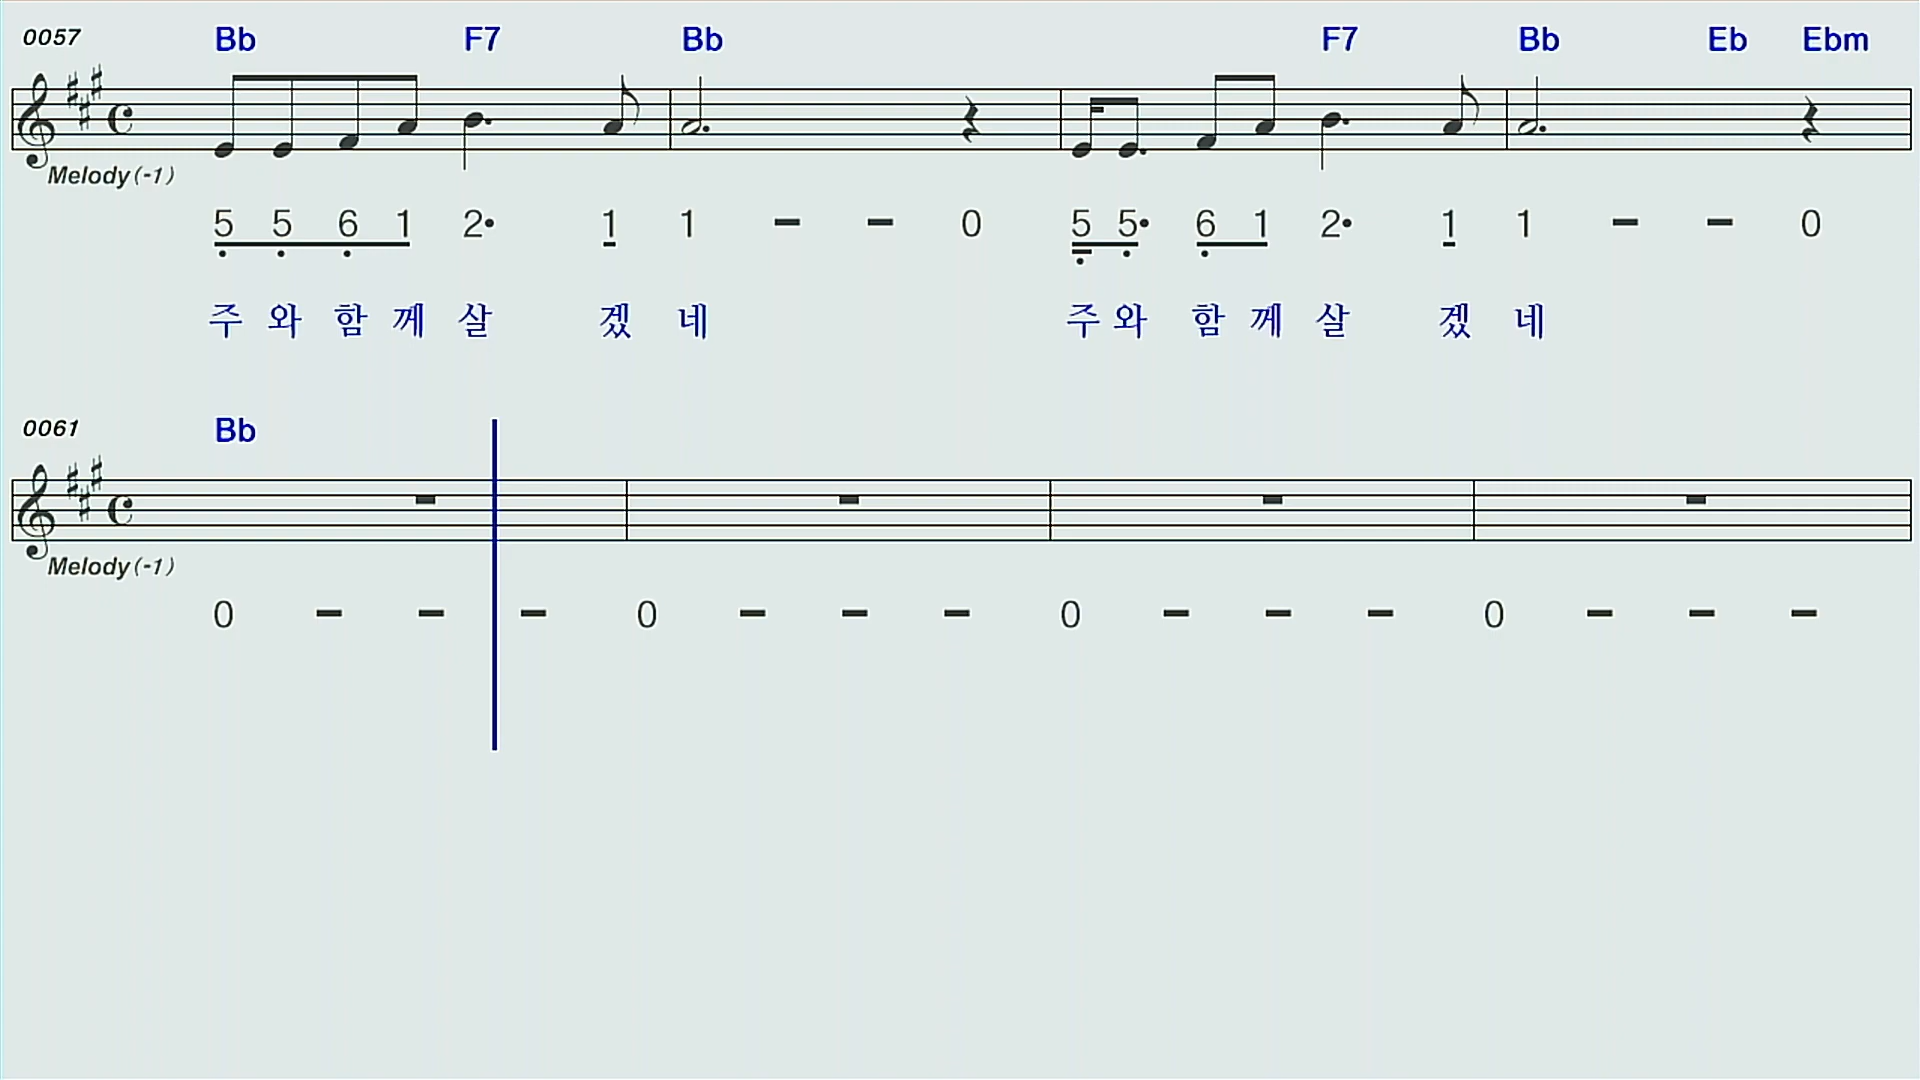 0057 Bb F7 Bb F7 Bb Eb Ebm
Melody(-1)
5 5 6 1 2• 1 1 - - 0 5 5• 6 1 2• 1 1 - - 0
주 와 함 께 살 겠 네 주 와 함 께 살 겠 네
0061 Bb
Melody(-1)
0 - - - 0 - - - 0 - - - 0 - - -